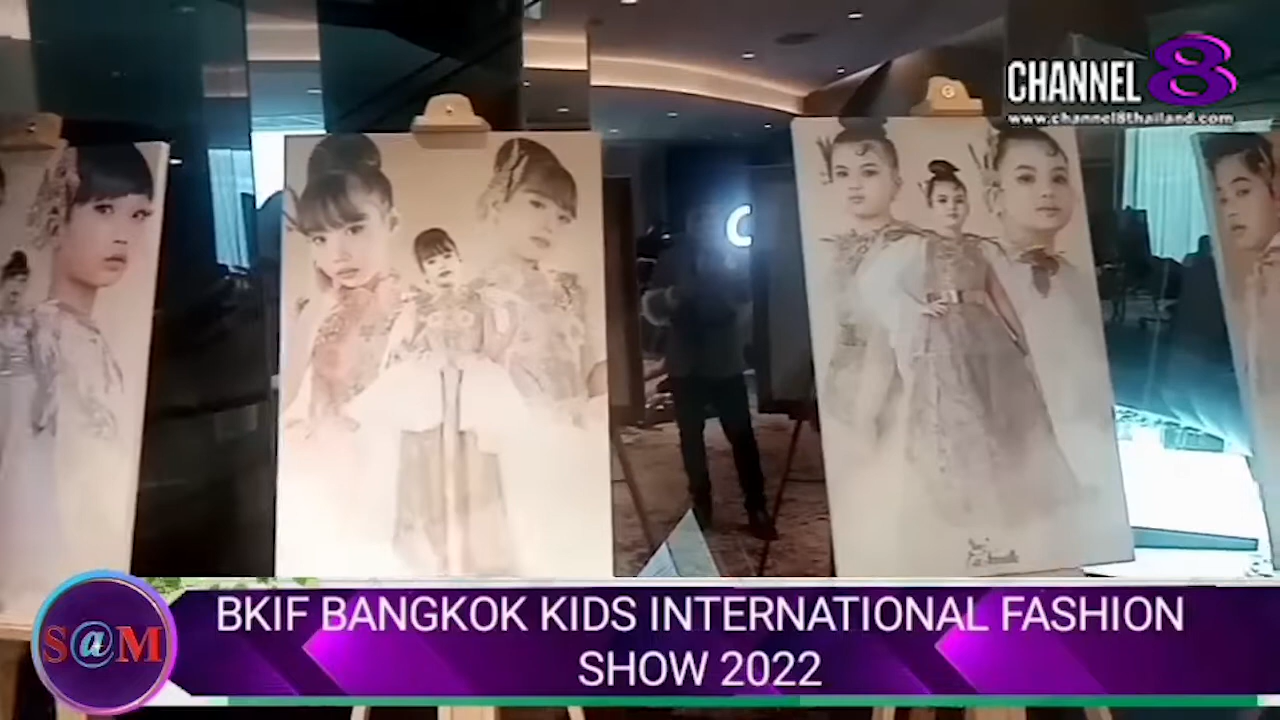 CHANNEL 8
www.channel8thailand.com
S@M
BKIF BANGKOK KIDS INTERNATIONAL FASHION
SHOW 2022